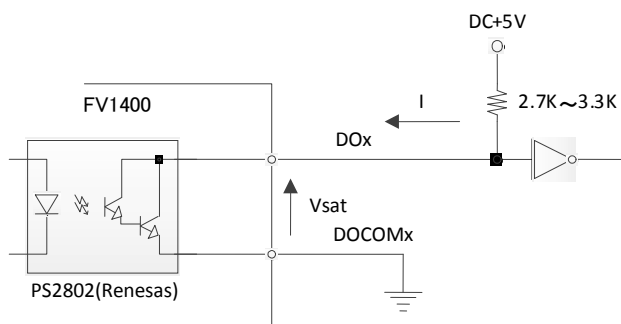 DC+5V
FV1400
I
2.7K～3.3K
DOx
Vsat
DOCOMx
PS2802(Renesas)